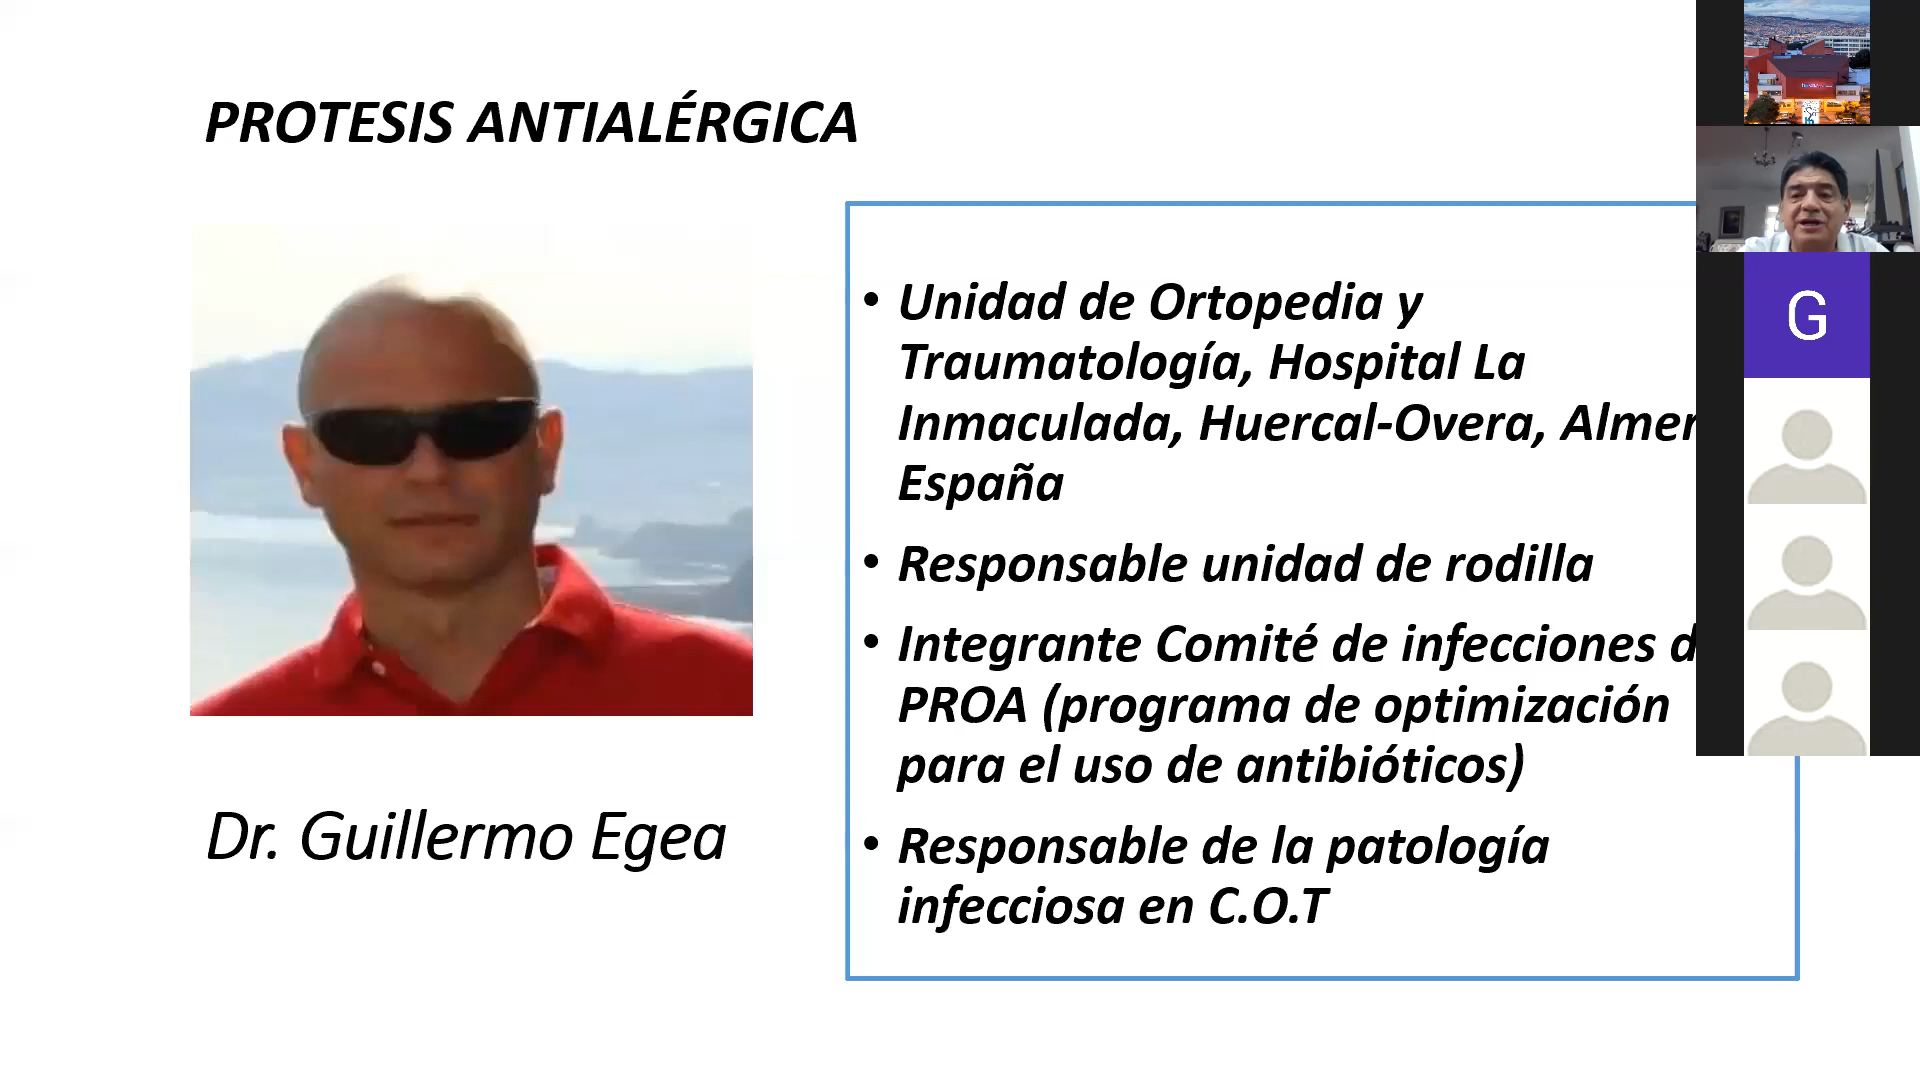 PROTESIS ANTIALÉRGICA
• Unidad de Ortopedia y
Traumatología, Hospital La
Inmaculada, Huercal-Overa, Almer
España
• Responsable unidad de rodilla
• Integrante Comité de infecciones d
PROA (programa de optimización
para el uso de antibióticos)
• Responsable de la patología
infecciosa en C.O.T
Dr. Guillermo Egea
G